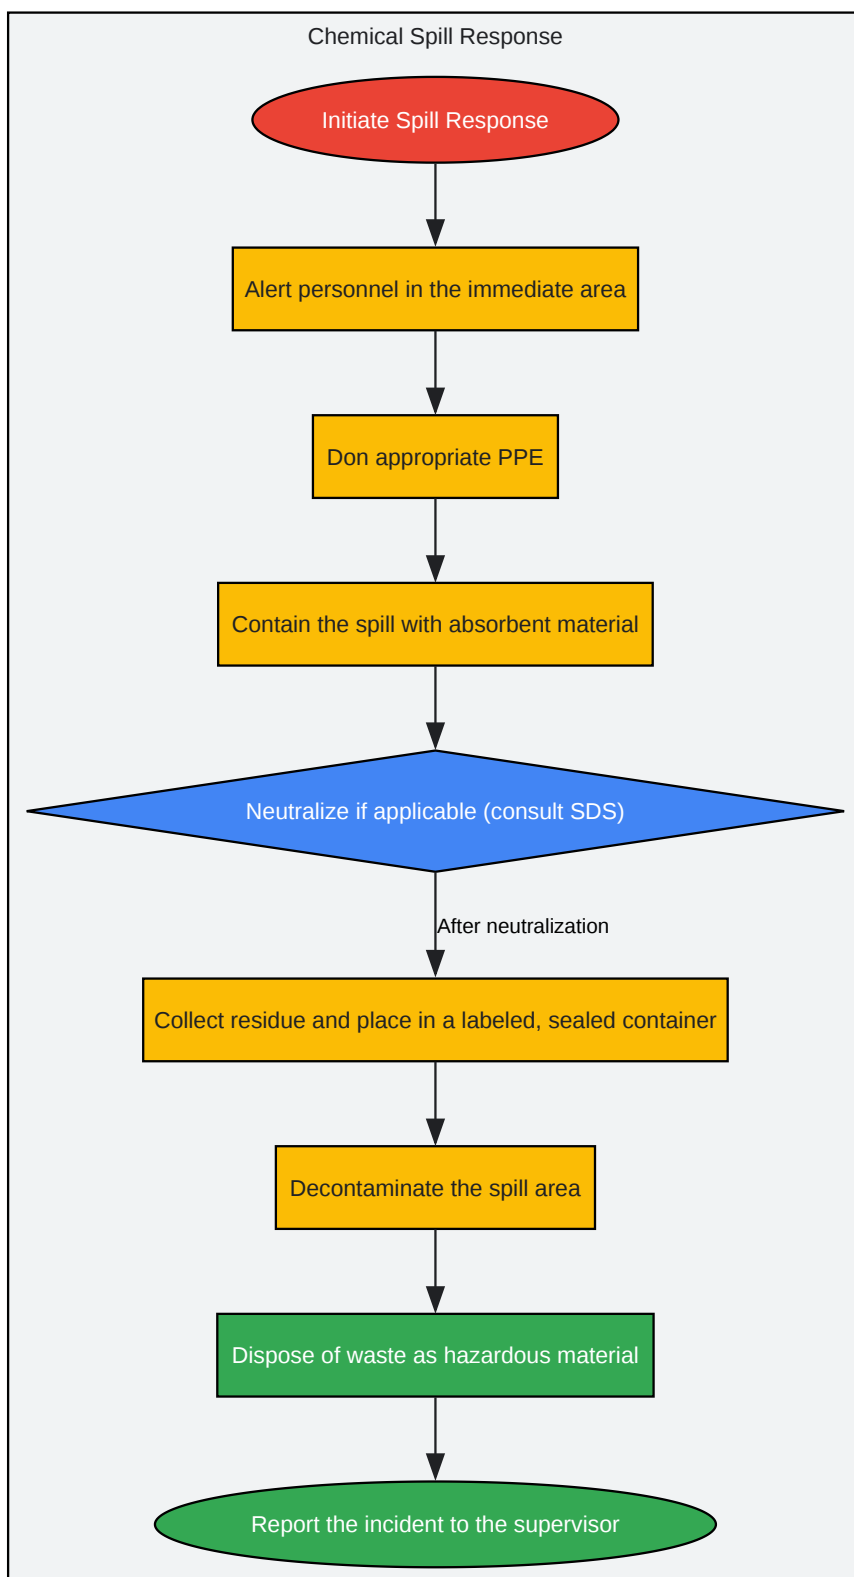 Chemical Spill Response
Initiate Spill Response
Alert personnel in the immediate area
Don appropriate PPE
Contain the spill with absorbent material
Neutralize if applicable (consult SDS)
After neutralization
Collect residue and place in a labeled, sealed container
Decontaminate the spill area
Dispose of waste as hazardous material
Report the incident to the supervisor